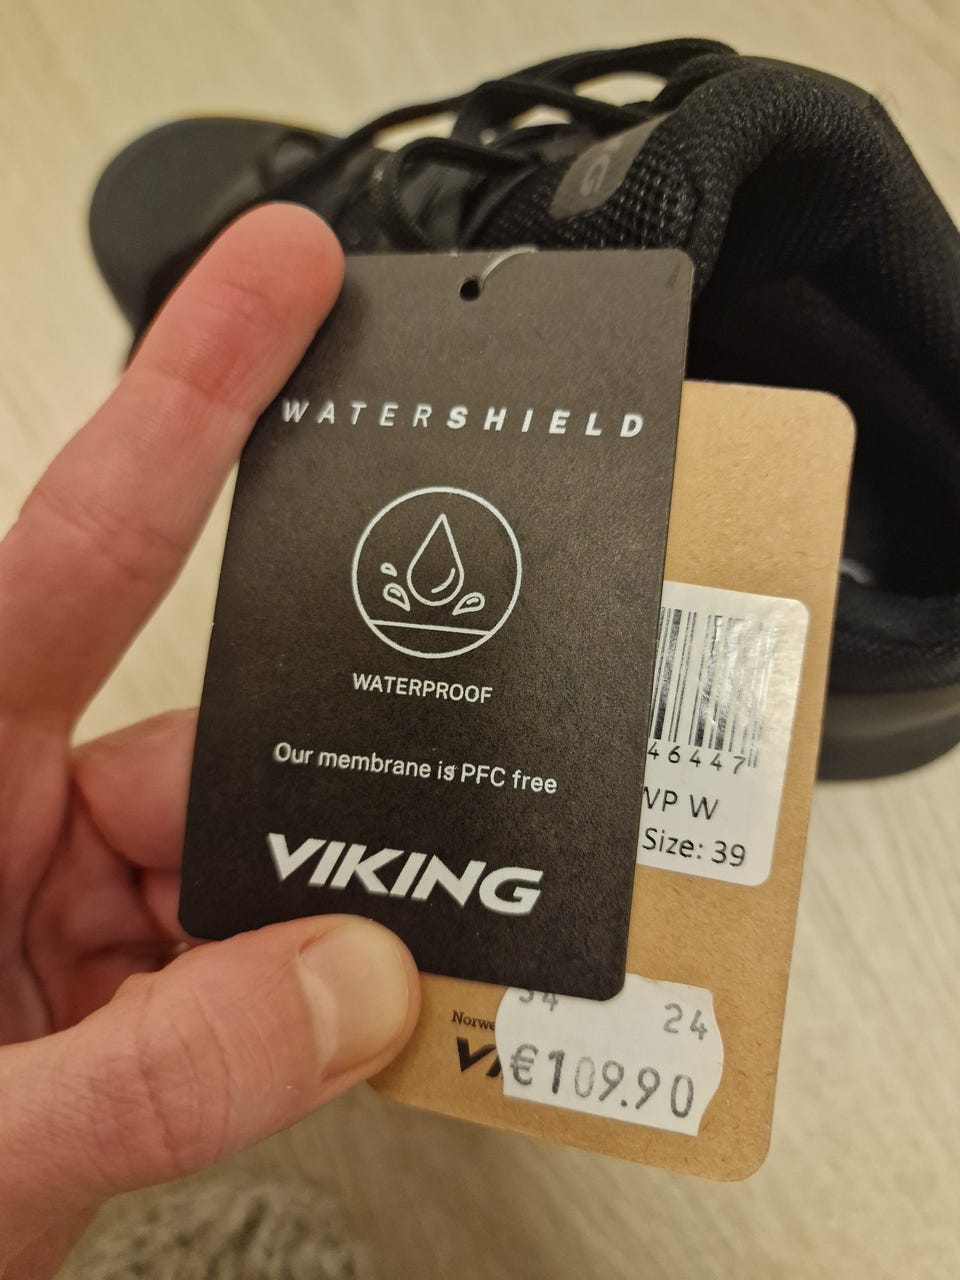 WATERSHIELD
WATERPROOF
Our membrane is PFC free
VIKING
46447
WP W
Size: 39
24
€109.90